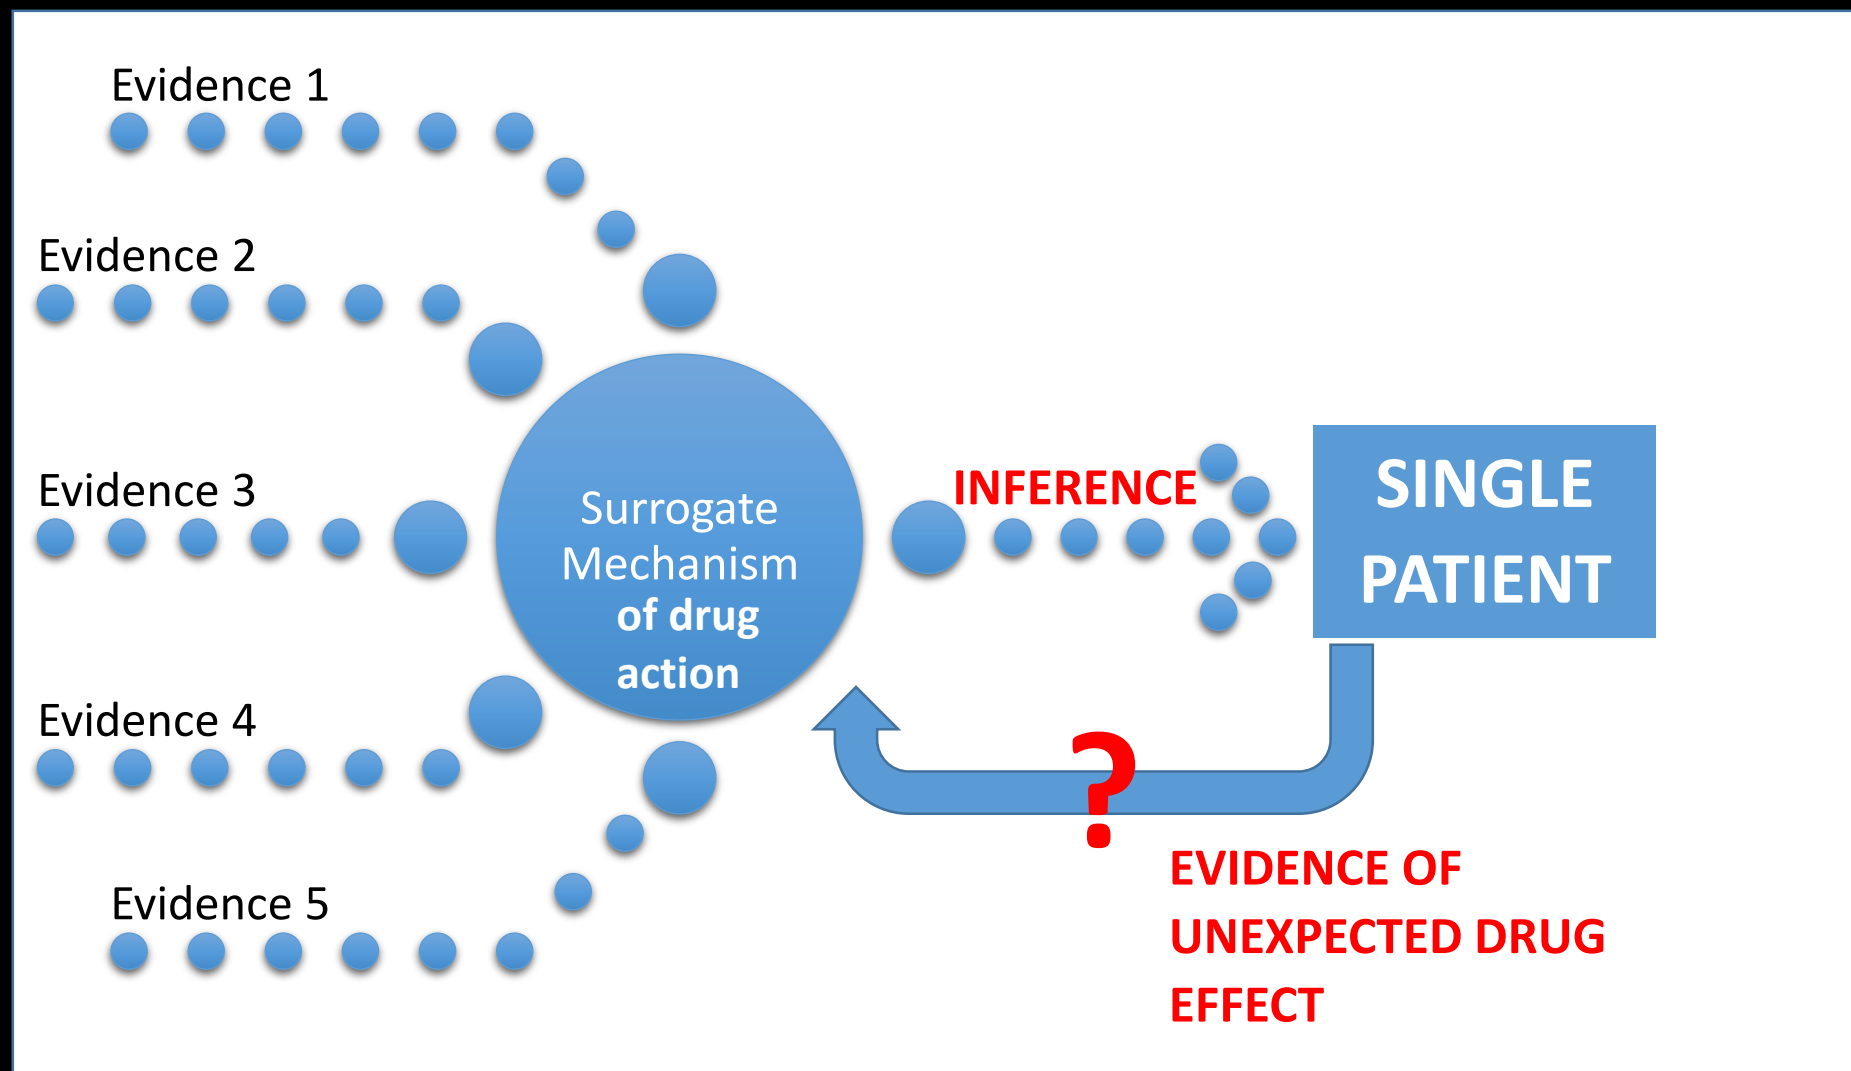 Evidence 1
Evidence 2
Evidence 3
Evidence 4
Evidence 5
Surrogate
Mechanism
of drug
action
INFERENCE
SINGLE
PATIENT
?
EVIDENCE OF
UNEXPECTED DRUG
EFFECT